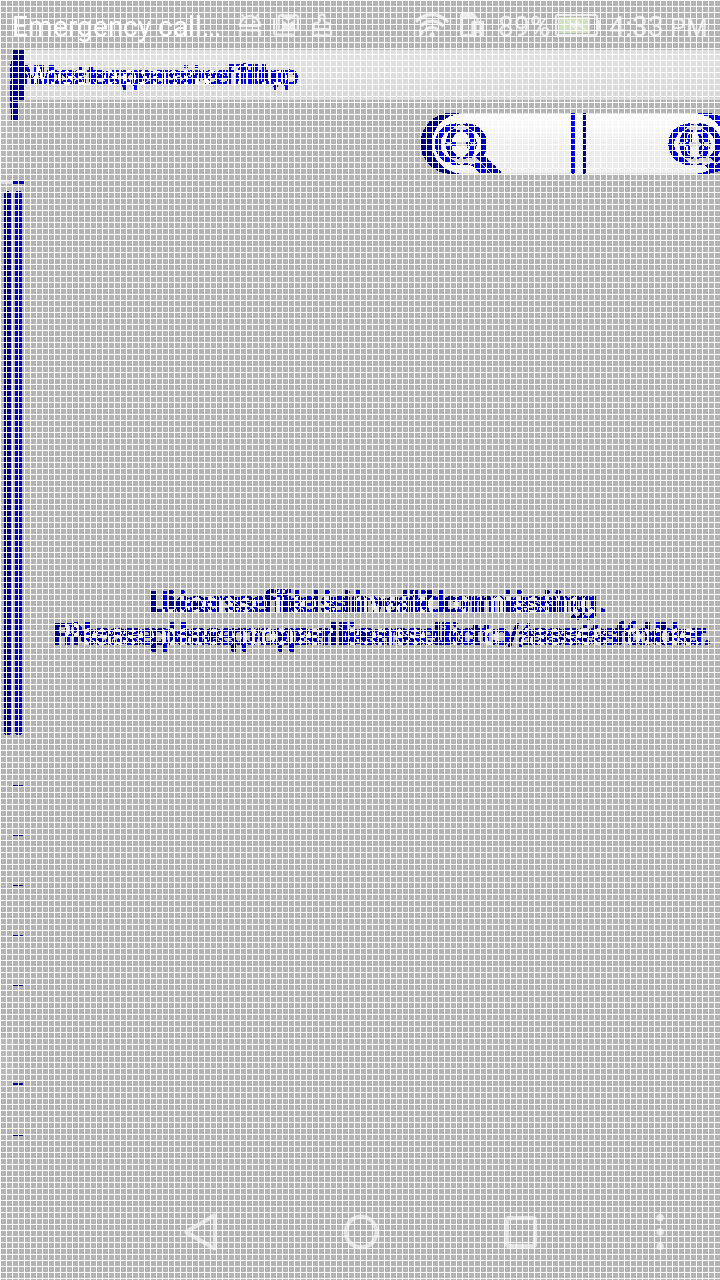 Emergency call... 89% 4:33 PM
License file is invalid or missing.
Please place proper license.lic to /assets folder.